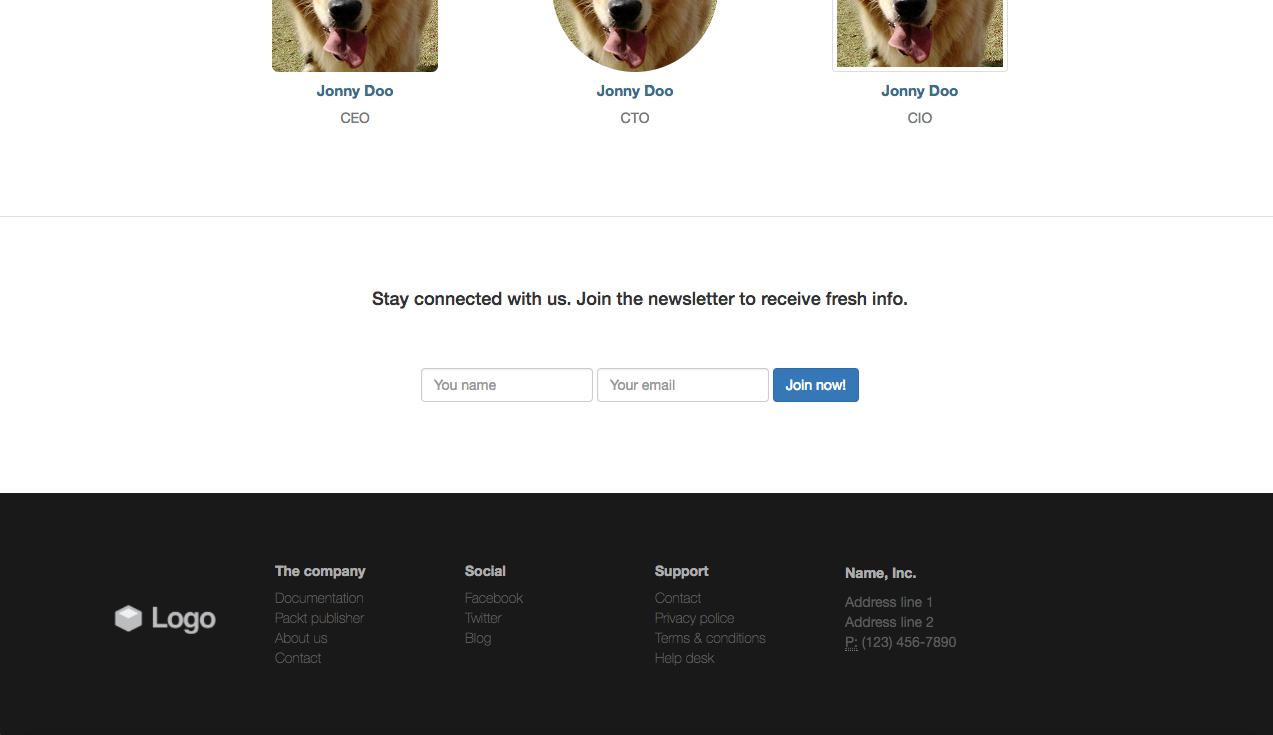 Jonny Doo
CEO
Jonny Doo
CTO
Jonny Doo
CIO
Stay connected with us. Join the newsletter to receive fresh info.
You name
Your email
Join now!
Logo
The company
Documentation
Packt publisher
About us
Contact
Social
Facebook
Twitter
Blog
Support
Contact
Privacy police
Terms & conditions
Help desk
Name, Inc.
Address line 1
Address line 2
P: (123) 456-7890